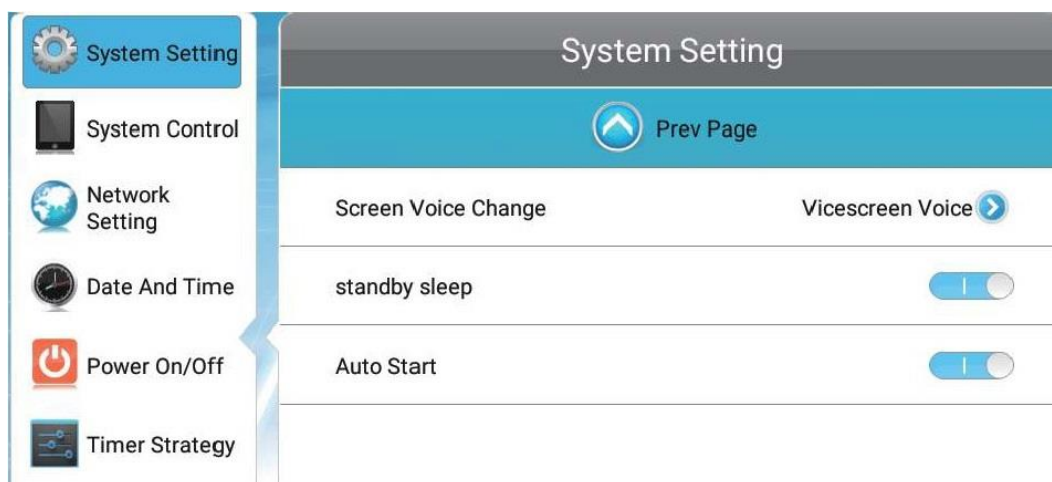 System Setting
System Control
Network
Setting
Date And Time
Power On/Off
Timer Strategy
System Setting
Prev Page
Screen Voice Change
Vicescreen Voice
standby sleep
Auto Start